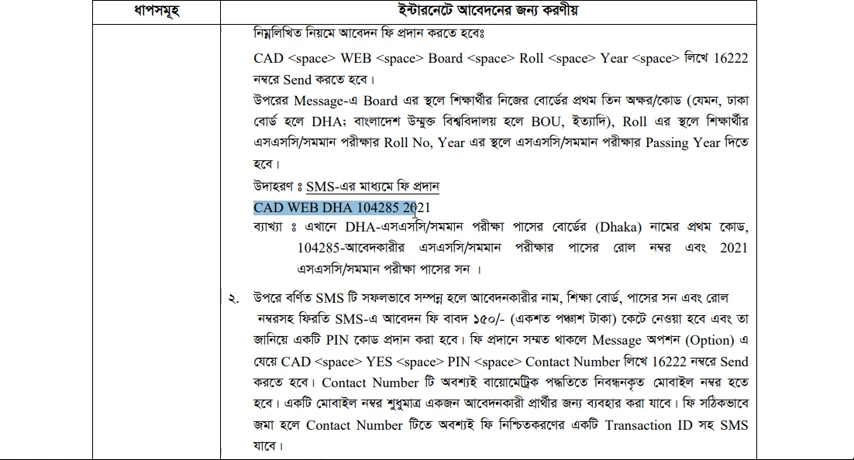 ধাপসমূহ
ইন্টারনেটে আবেদনের জন্য করণীয়
নিম্নলিখিত নিয়মে আবেদন ফি প্রদান করতে হবেঃ
CAD <space> WEB <space> Board <space> Roll <space> Year <space> লিখে 16222
নম্বরে Send করতে হবে।
উপরের Message-এ Board এর স্থলে শিক্ষার্থীর নিজের বোর্ডের প্রথম তিন অক্ষর/কোড (যেমন, ঢাকা
বোর্ড হলে DHA; বাংলাদেশ উন্মুক্ত বিশ্ববিদালয় হলে BOU, ইত্যাদি), Roll এর স্থলে শিক্ষার্থীর
এসএসসি/সমমান পরীক্ষার Roll No, Year এর স্থলে এসএসসি/সমমান পরীক্ষার Passing Year দিতে
হবে।
উদাহরণ ঃ SMS-এর মাধ্যমে ফি প্রদান
CAD WEB DHA 104285 2021
ব্যাখ্যা ঃ এখানে DHA-এসএসসি/সমমান পরীক্ষা পাসের বোর্ডের (Dhaka) নামের প্রথম কোড,
104285-আবেদকারীর এসএসসি/সমমান পরীক্ষার পাসের রোল নম্বর এবং 2021
এসএসসি/সমমান পরীক্ষা পাসের সন ।
২. উপরে বর্ণিত SMS টি সফলভাবে সম্পন্ন হলে আবেদনকারীর নাম, শিক্ষা বোর্ড, পাসের সন এবং রোল
নম্বরসহ ফিরতি SMS-এ আবেদন ফি বাবদ ১৫০/- (একশত পঞ্চাশ টাকা) কেটে নেওয়া হবে এবং তা
জানিয়ে একটি PIN কোড প্রদান করা হবে। ফি প্রদানে সম্মত থাকলে Message অপশন (Option) এ
যেয়ে CAD <space> YES <space> PIN <space> Contact Number লিখে 16222 নম্বরে Send
করতে হবে। Contact Number টি অবশ্যই বায়োমেট্রিক পদ্ধতিতে নিবন্ধনকৃত মোবাইল নম্বর হতে
হবে। একটি মোবাইল নম্বর শুধুমাত্র একজন আবেদনকারী প্রার্থীর জন্য ব্যবহার করা যাবে। ফি সঠিকভাবে
জমা হলে Contact Number টিতে অবশ্যই ফি নিশ্চিতকরণের একটি Transaction ID সহ SMS
যাবে।